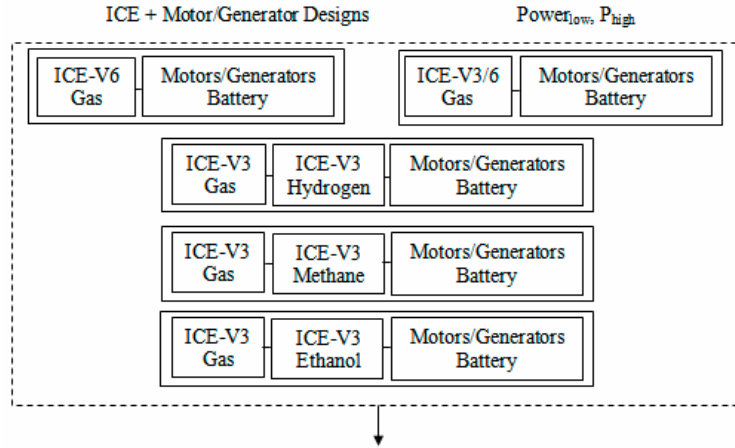 ICE + Motor/Generator Designs
Power_low, P_high
ICE-V6
Gas
Motors/Generators
Battery
ICE-V3/6
Gas
Motors/Generators
Battery
ICE-V3
Gas
ICE-V3
Hydrogen
Motors/Generators
Battery
ICE-V3
Gas
ICE-V3
Methane
Motors/Generators
Battery
ICE-V3
Gas
ICE-V3
Ethanol
Motors/Generators
Battery